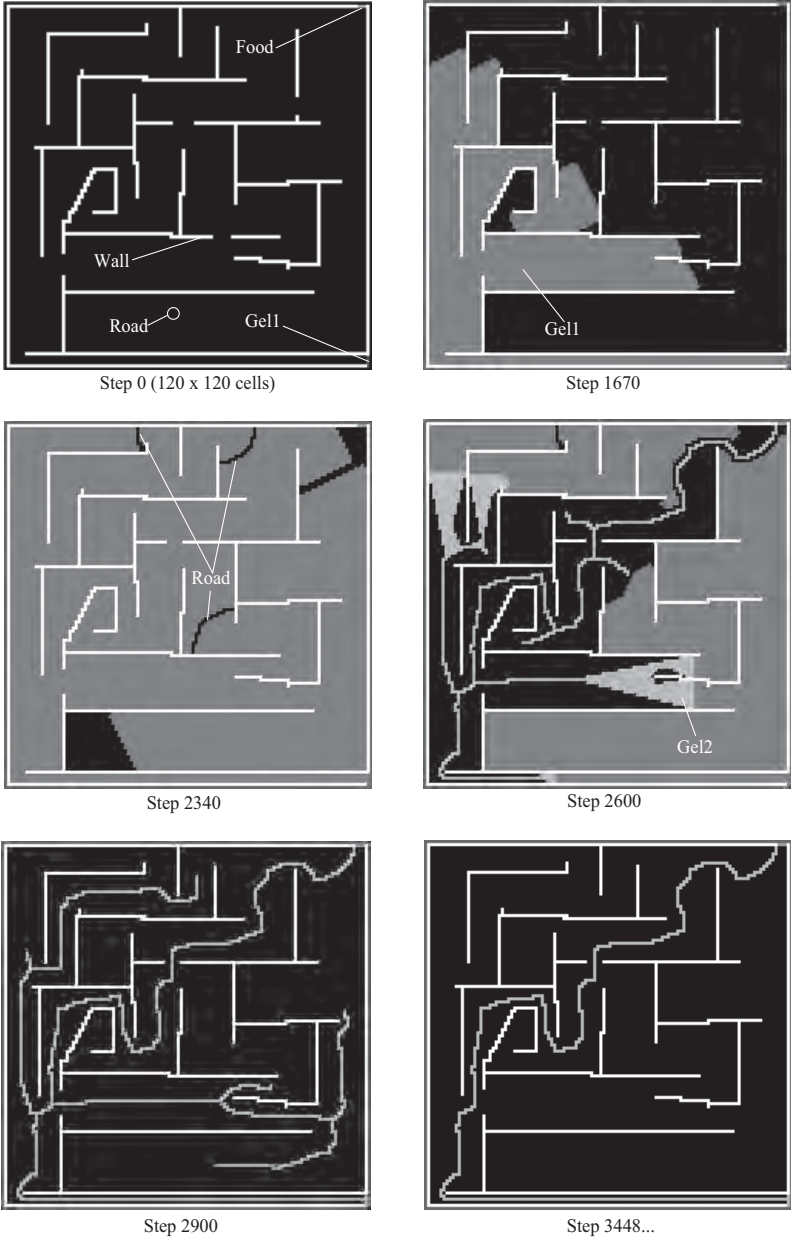 Food
Wall
Road
Gel1
Step 0 (120 x 120 cells)
Gel1
Step 1670
Road
Step 2340
Gel2
Step 2600
Step 2900
Step 3448...